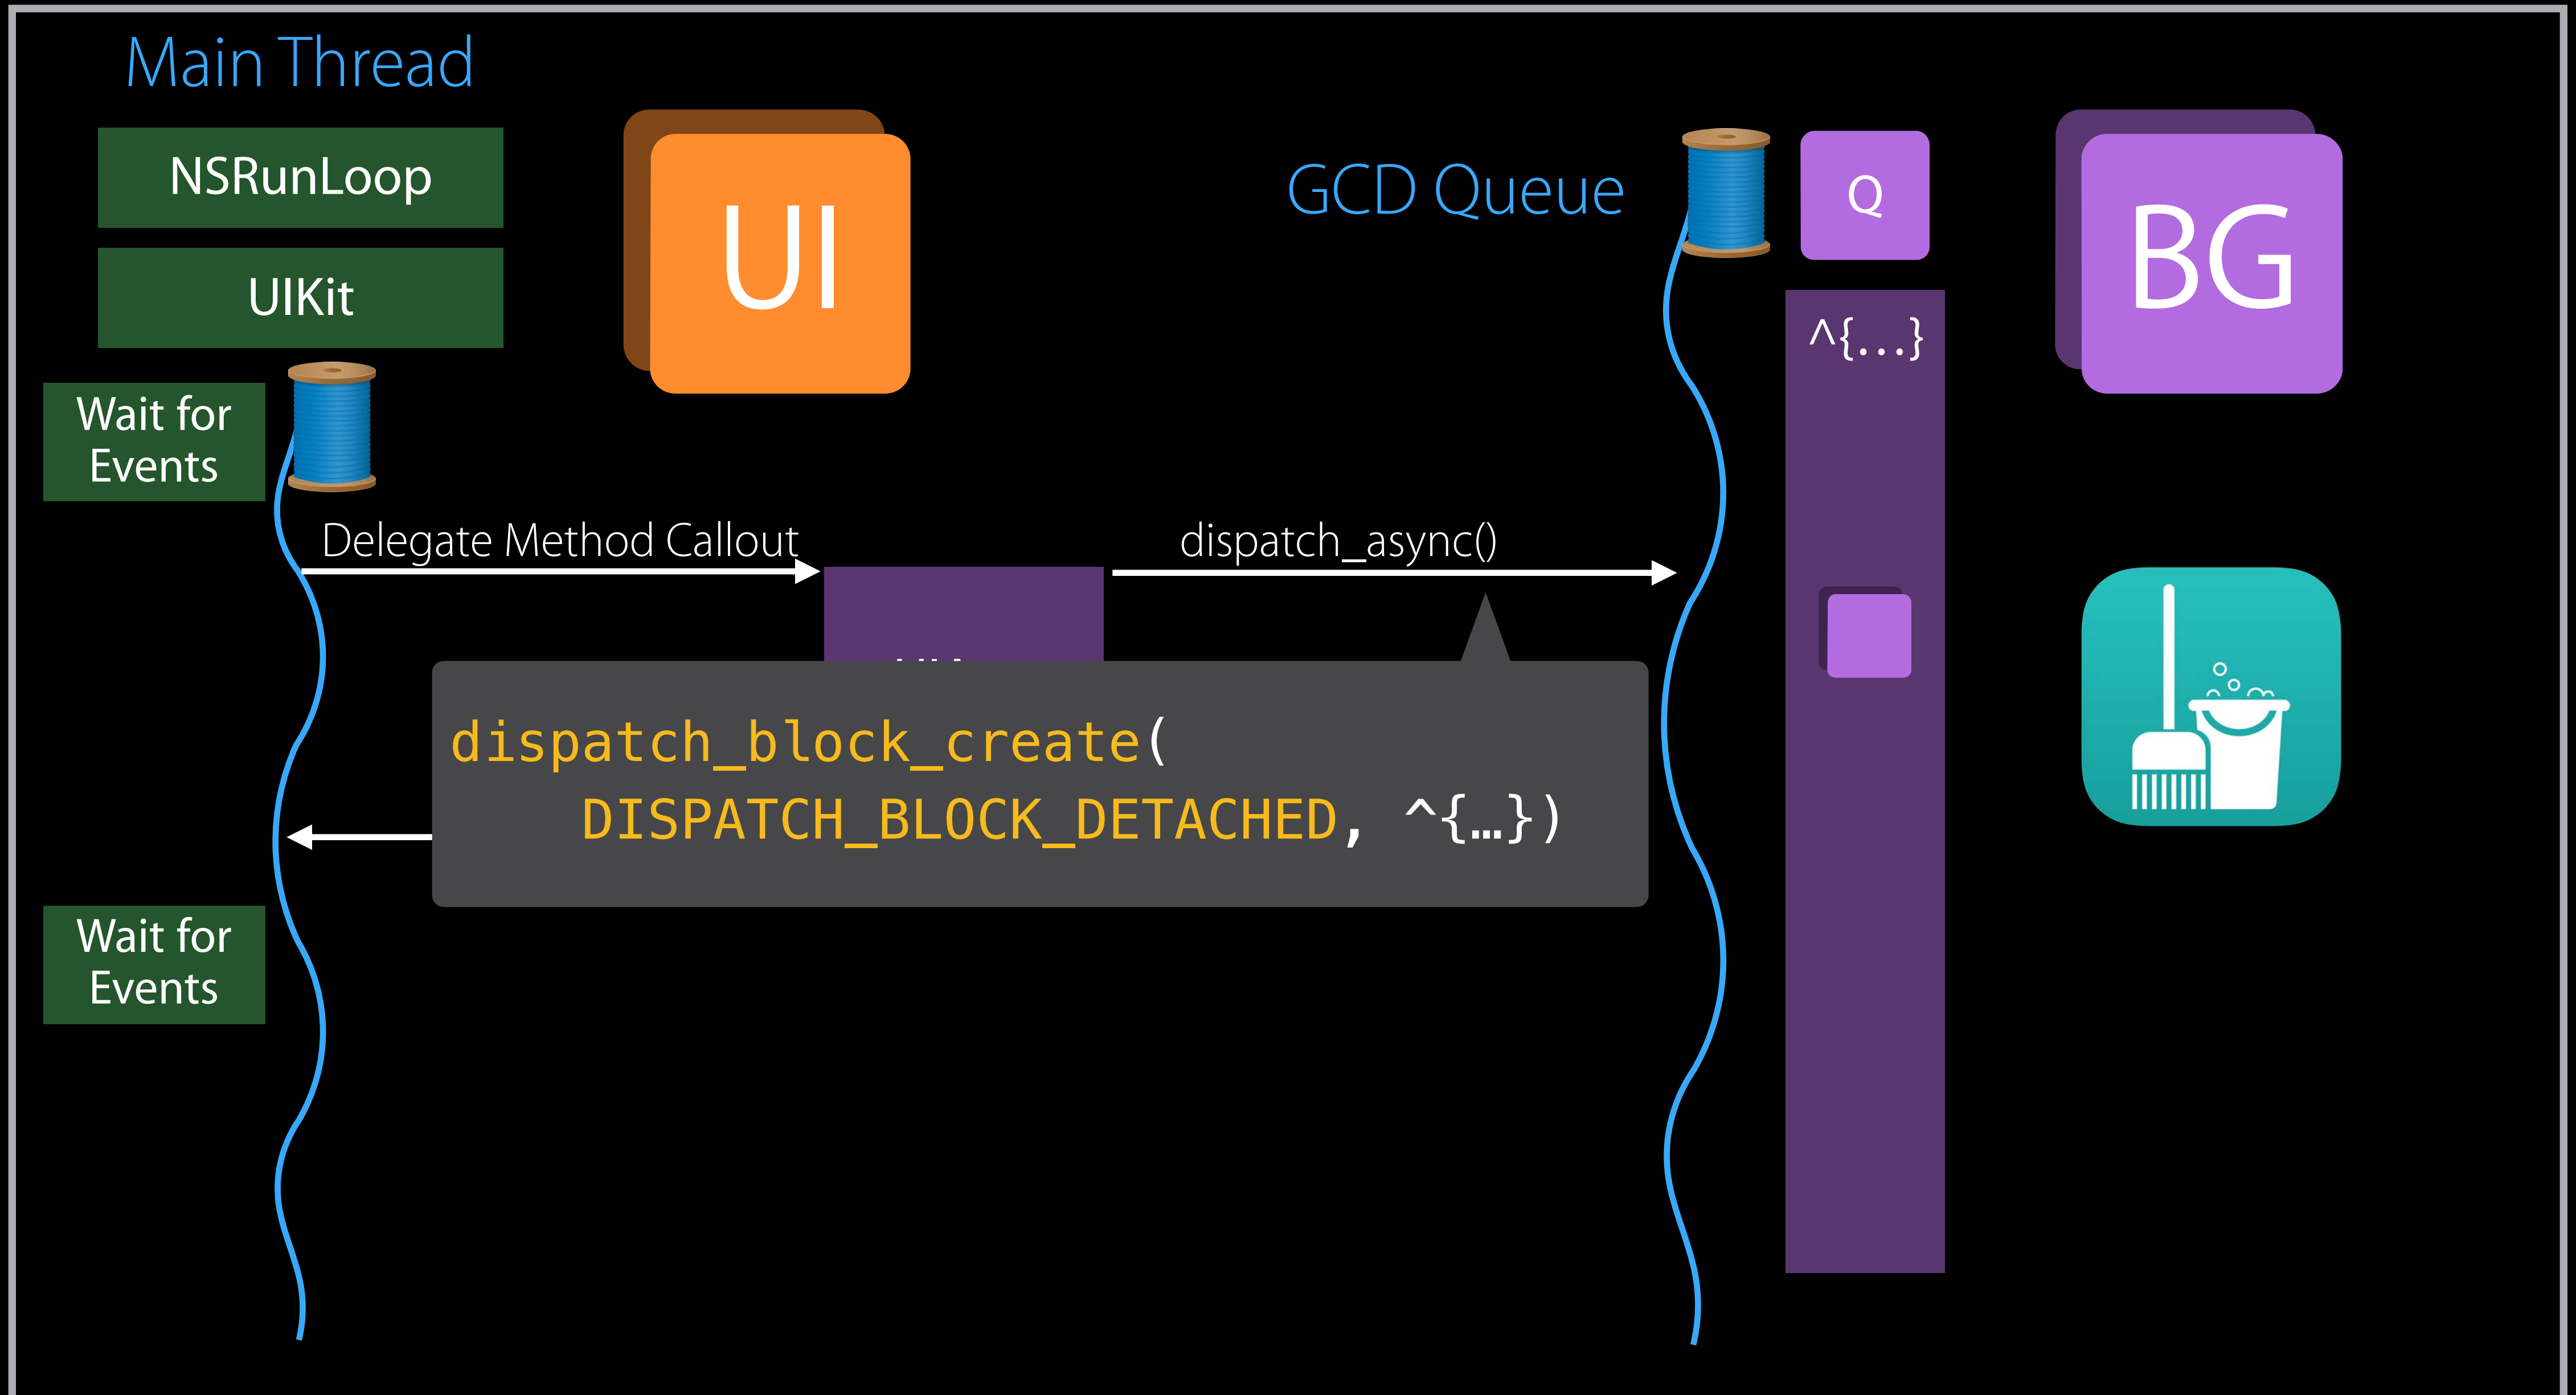 Main Thread
NSRunLoop
UIKit
Wait for
Events
UI
GCD Queue
Q
BG
^{...}
Delegate Method Callout
dispatch_async()
dispatch_block_create(
DISPATCH_BLOCK_DETACHED, ^{…})
Wait for
Events